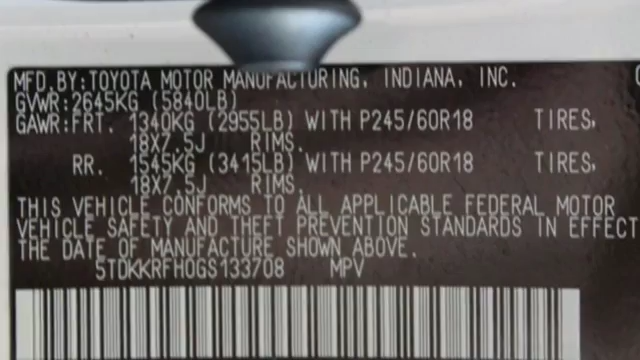 MFD.BY:TOYOTA MOTOR MANUFACTURING, INDIANA, INC.
GVWR:2645KG (5840LB)
GAWR:FRT. 1340KG (2955LB) WITH P245/60R18 TIRES,
18X7.5J RIMS.
RR. 1545KG (3415LB) WITH P245/60R18 TIRES,
18X7.5J RIMS.
THIS VEHICLE CONFORMS TO ALL APPLICABLE FEDERAL MOTOR
VEHICLE SAFETY AND THEFT PREVENTION STANDARDS IN EFFECT
THE DATE OF MANUFACTURE SHOWN ABOVE.
5TDKKRFH0GS133708 MPV